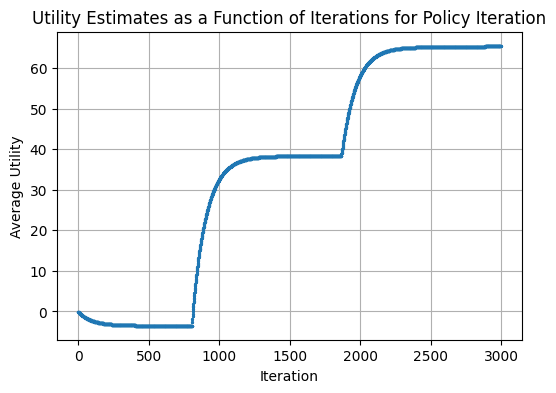 Utility Estimates as a Function of Iterations for Policy Iteration
Average Utility
60
50
40
30
20
10
0
0 500 1000 1500 2000 2500 3000
Iteration